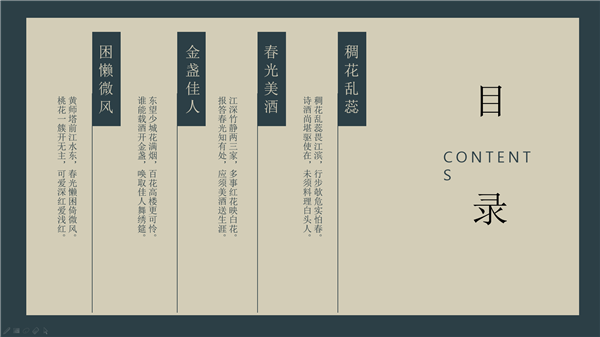 目
CONTENT
S
录
稠花乱蕊
稠花乱蕊畏江滨，行步欹危实怕春。
诗酒尚堪驱使在，未须料理白头人。
春光美酒
江深竹静两三家，多事红花映白花。
报答春光知有处，应须美酒送生涯。
金盏佳人
东望少城花满烟，百花高楼更可怜。
谁能载酒开金盏，唤取佳人舞绣筵。
困懒微风
黄师塔前江水东，春光懒困倚微风。
桃花一簇开无主，可爱深红爱浅红。